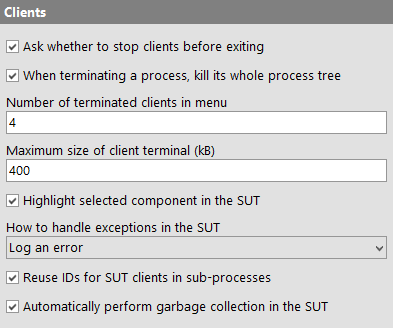 Clients
Ask whether to stop clients before exiting
When terminating a process, kill its whole process tree
Number of terminated clients in menu
4
Maximum size of client terminal (kB)
400
Highlight selected component in the SUT
How to handle exceptions in the SUT
Log an error
Reuse IDs for SUT clients in sub-processes
Automatically perform garbage collection in the SUT